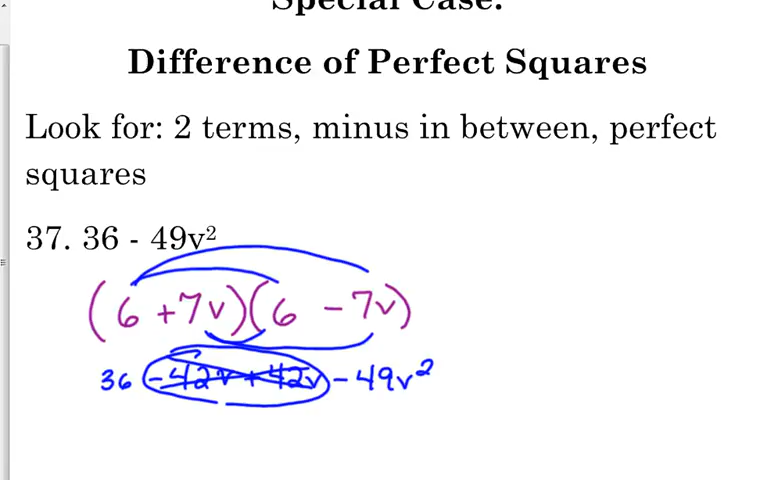 Special Case:
Difference of Perfect Squares
Look for: 2 terms, minus in between, perfect
squares
37. 36 - 49v²
(6 +7v)(6 -7v)
36 -42v+42v -49v²